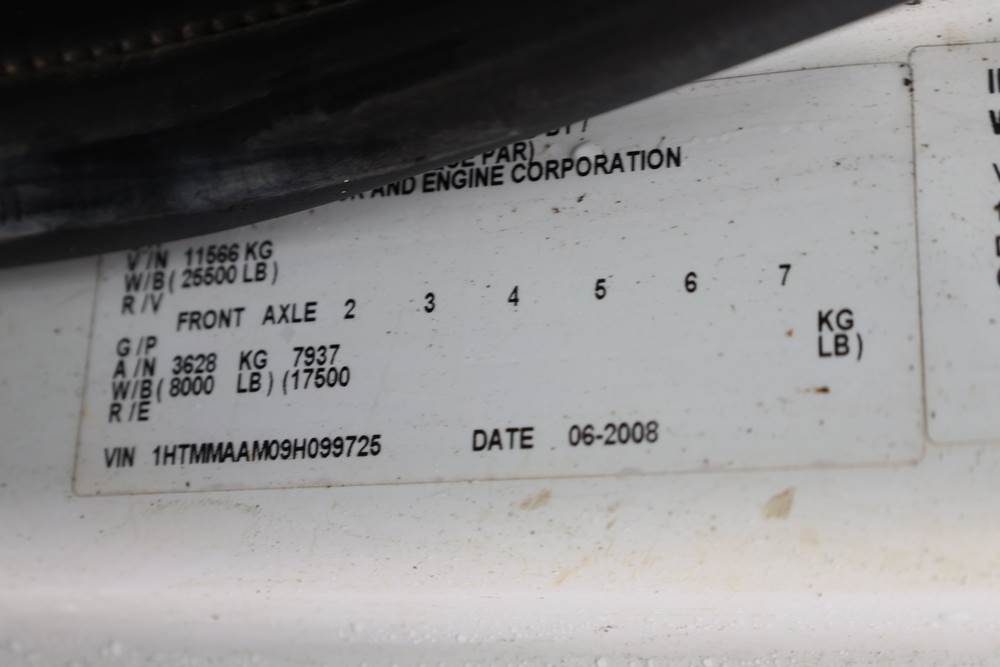 PAR)
AND ENGINE CORPORATION
V/N 11566 KG
W/B ( 25500 LB )
R/V
FRONT AXLE 2 3 4 5 6 7
G/P
A/N 3628 KG 7937 KG
W/B ( 8000 LB ) (17500 LB )
R/E
VIN 1HTMMAAM09H099725 DATE 06-2008